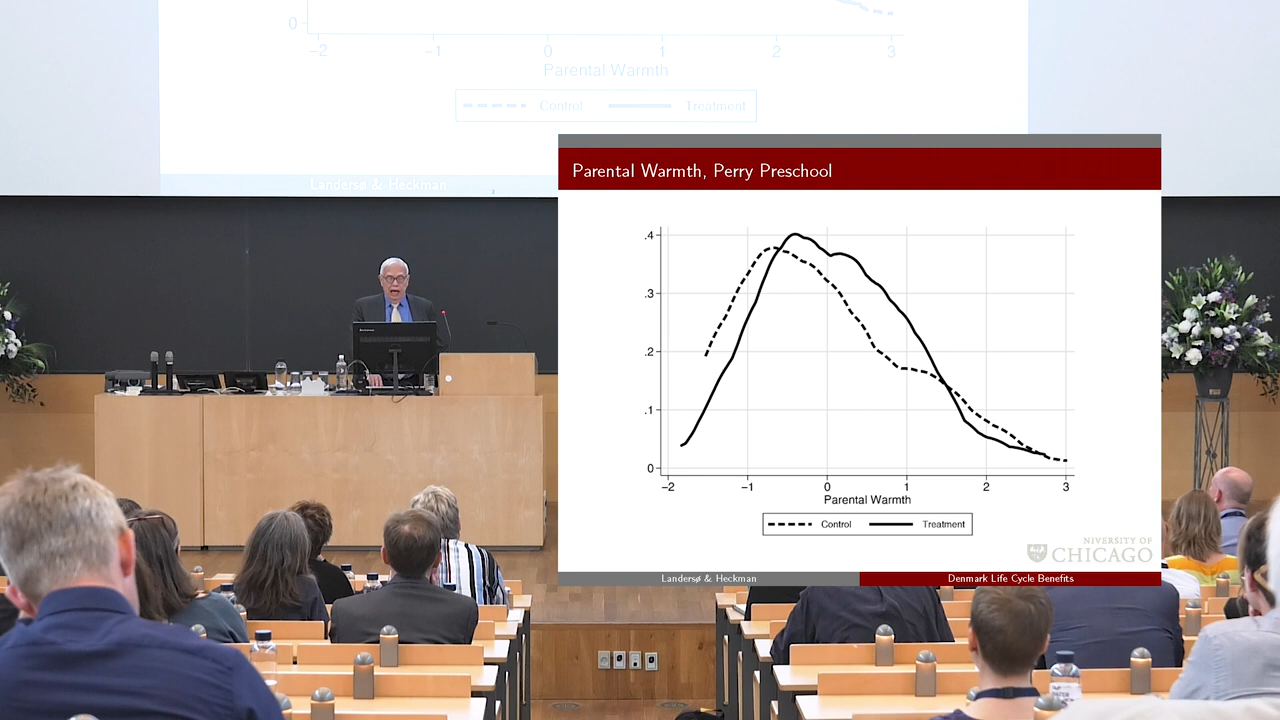 0
−2 −1 0 1 2 3
Parental Warmth
Control Treatment
Landersø & Heckman
Parental Warmth, Perry Preschool
.4
.3
.2
.1
0
−2 −1 0 1 2 3
Parental Warmth
Control Treatment
NIVERSITY OF
CHICAGO
Landersø & Heckman Denmark Life Cycle Benefits